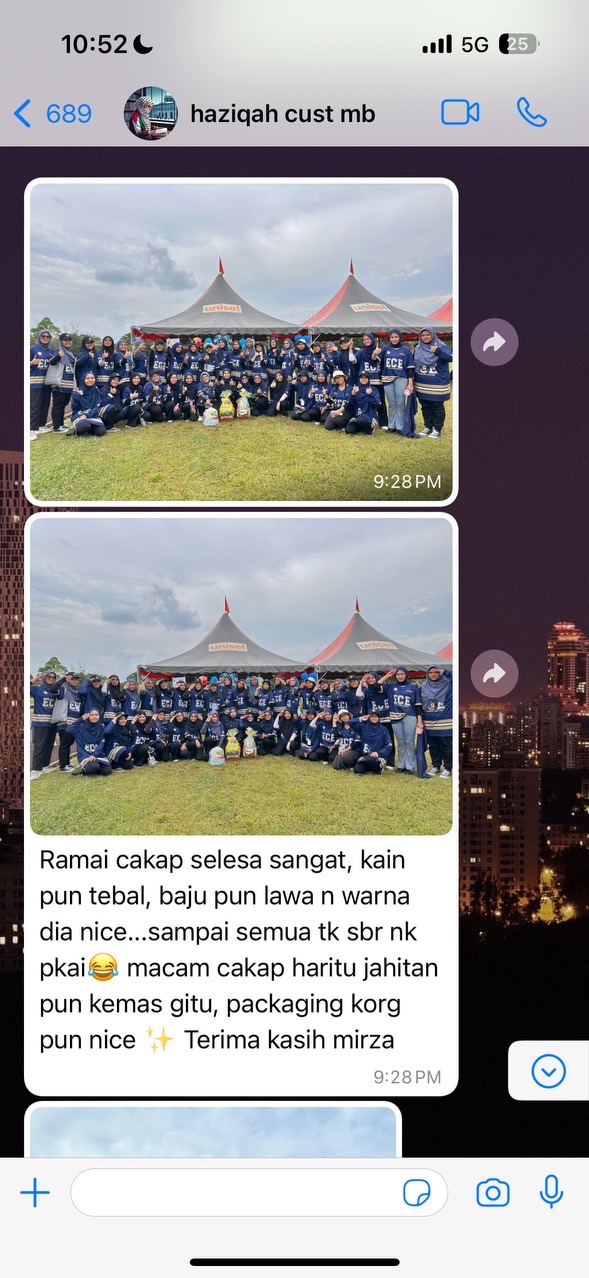 10:52
5G
25
689
haziqah cust mb
unisel
unisel
ECE
ECE
9:28 PM
unisel
unisel
ECE
ECE
Ramai cakap selesa sangat, kain
pun tebal, baju pun lawa n warna
dia nice...sampai semua tk sbr nk
pkai😂 macam cakap haritu jahitan
pun kemas gitu, packaging korg
pun nice ✨ Terima kasih mirza
9:28 PM